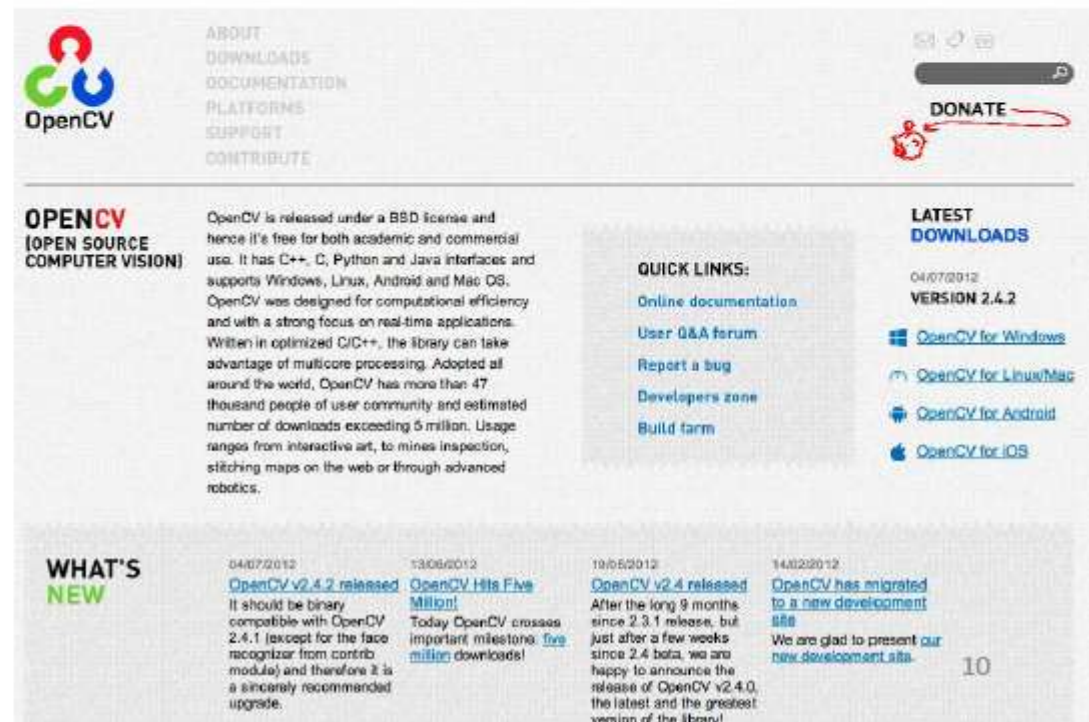 OpenCV
ABOUT
DOWNLOADS
DOCUMENTATION
PLATFORMS
SUPPORT
CONTRIBUTE
DONATE
OPENCV
(OPEN SOURCE
COMPUTER VISION)
OpenCV is released under a BSD license and
hence it's free for both academic and commercial
use. It has C++, C, Python and Java interfaces and
supports Windows, Linux, Android and Mac OS.
OpenCV was designed for computational efficiency
and with a strong focus on real-time applications.
Written in optimized C/C++, the library can take
advantage of multicore processing. Adopted all
around the world, OpenCV has more than 47
thousand people of user community and estimated
number of downloads exceeding 5 million. Usage
ranges from interactive art, to mines inspection,
stitching maps on the web or through advanced
robotics.
QUICK LINKS:
Online documentation
User Q&A forum
Report a bug
Developers zone
Build farm
LATEST
DOWNLOADS
04/07/2012
VERSION 2.4.2
OpenCV for Windows
OpenCV for Linux/Mac
OpenCV for Android
OpenCV for iOS
WHAT'S
NEW
04/07/2012
OpenCV v2.4.2 released
It should be binary
compatible with OpenCV
2.4.1 (except for the face
recognizer from contrib
module) and therefore it is
a sincerely recommended
upgrade.
13/06/2012
OpenCV Hits Five
Million!
Today OpenCV crosses
important milestone: five
million downloads!
19/05/2012
OpenCV v2.4 released
After the long 9 months
since 2.3.1 release, but
just after a few weeks
since 2.4 beta, we are
happy to announce the
release of OpenCV v2.4.0,
the latest and the greatest
version of the library!
14/02/2012
OpenCV has migrated
to a new development
site
We are glad to present our
new development site.
10